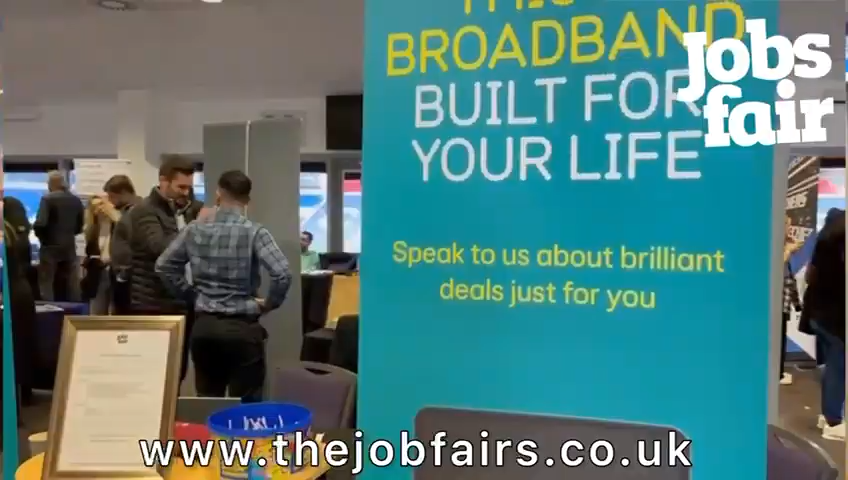 THIS
BROADBAND
BUILT FOR
YOUR LIFE
Speak to us about brilliant
deals just for you
Jobs
fair
www.thejobfairs.co.uk